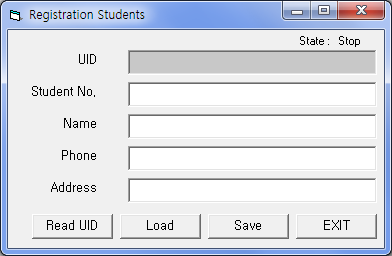 Registration Students
State : Stop
UID
Student No.
Name
Phone
Address
Read UID Load Save EXIT